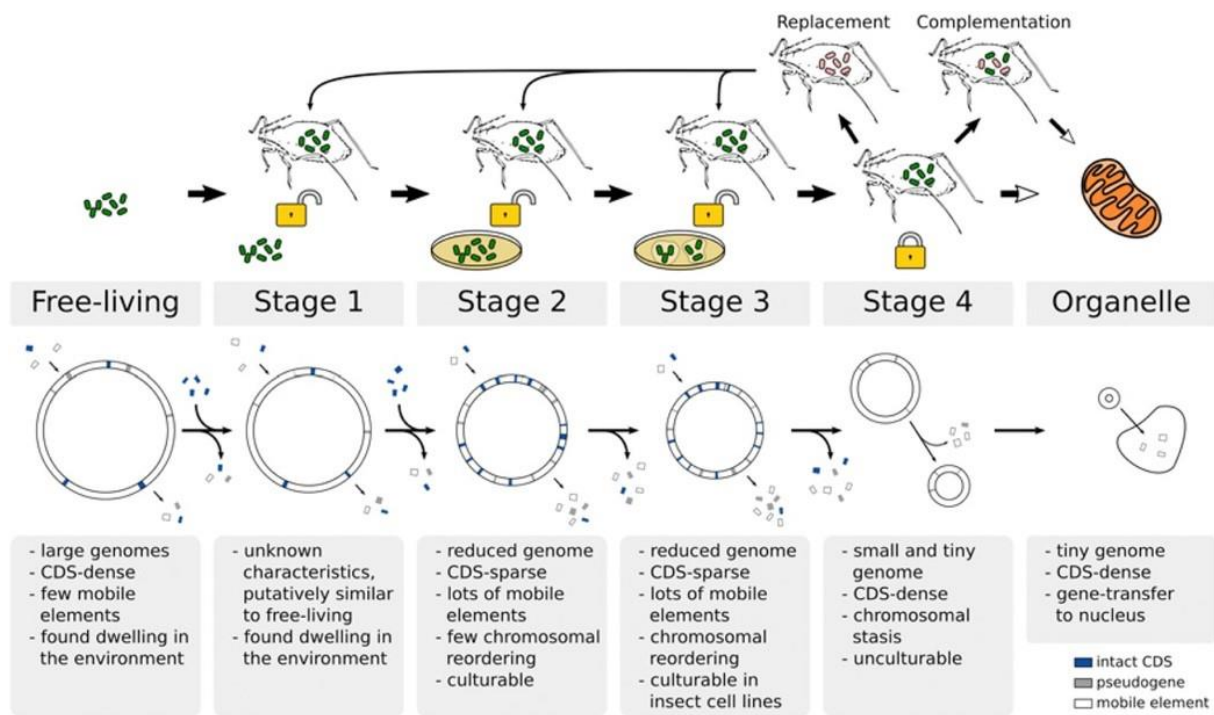 Replacement
Complementation
Free-living
Stage 1
Stage 2
Stage 3
Stage 4
Organelle
- large genomes
- CDS-dense
- few mobile
elements
- found dwelling in
the environment
- unknown
characteristics,
putatively similar
to free-living
- found dwelling in
the environment
- reduced genome
- CDS-sparse
- lots of mobile
elements
- few chromosomal
reordering
- culturable
- reduced genome
- CDS-sparse
- lots of mobile
elements
- chromosomal
reordering
- culturable in
insect cell lines
- small and tiny
genome
- CDS-dense
- chromosomal
stasis
- unculturable
- tiny genome
- CDS-dense
- gene-transfer
to nucleus
intact CDS
pseudogene
mobile element